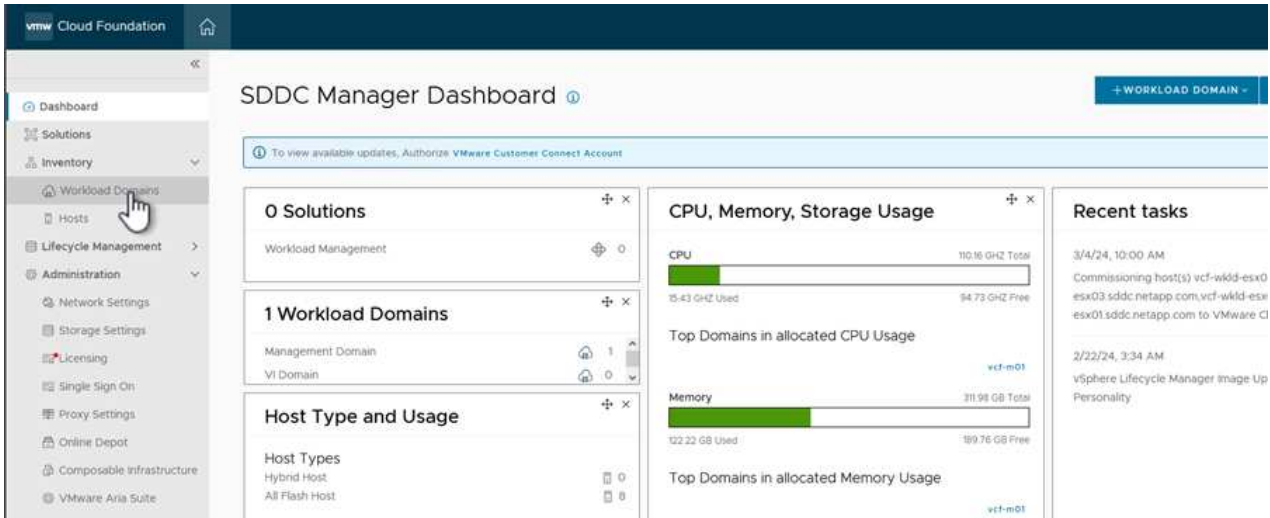 vmw Cloud Foundation
Dashboard
Solutions
Inventory
Workload Domains
Hosts
Lifecycle Management
Administration
Network Settings
Storage Settings
Licensing
Single Sign On
Proxy Settings
Online Depot
Composable Infrastructure
VMware Aria Suite
SDDC Manager Dashboard
+ WORKLOAD DOMAIN
To view available updates, Authorize VMware Customer Connect Account
0 Solutions
Workload Management 0
1 Workload Domains
Management Domain 1
VI Domain 0
Host Type and Usage
Host Types
Hybrid Host 0
All Flash Host 8
CPU, Memory, Storage Usage
CPU 110.16 GHZ Total
15.43 GHZ Used 94.73 GHZ Free
Top Domains in allocated CPU Usage
vcf-m01
Memory 311.98 GB Total
122.22 GB Used 189.76 GB Free
Top Domains in allocated Memory Usage
vcf-m01
Recent tasks
3/4/24, 10:00 AM
Commissioning host(s) vcf-wkld-esx0
esx03.sddc.netapp.com,vcf-wkld-esx
esx01.sddc.netapp.com to VMware Cl
2/22/24, 3:34 AM
vSphere Lifecycle Manager Image Up
Personality